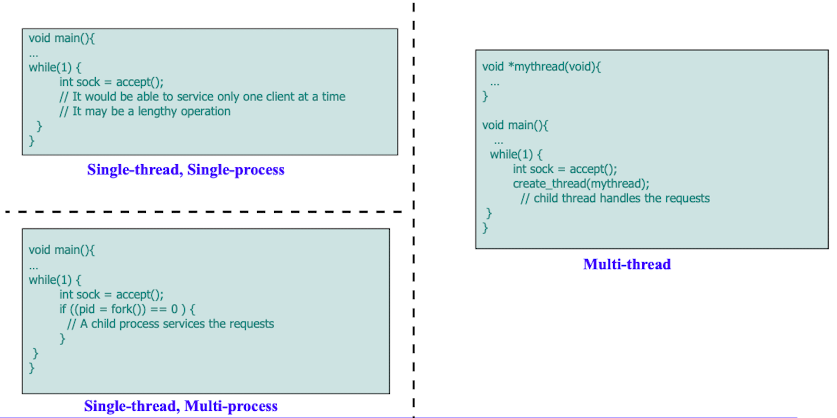 void main(){
...
while(1) {
int sock = accept();
// It would be able to service only one client at a time
// It may be a lengthy operation
}
}
Single-thread, Single-process
void main(){
...
while(1) {
int sock = accept();
if ((pid = fork()) == 0 ) {
// A child process services the requests
}
}
}
Single-thread, Multi-process
void *mythread(void){
...
}
void main(){
...
while(1) {
int sock = accept();
create_thread(mythread);
// child thread handles the requests
}
}
Multi-thread